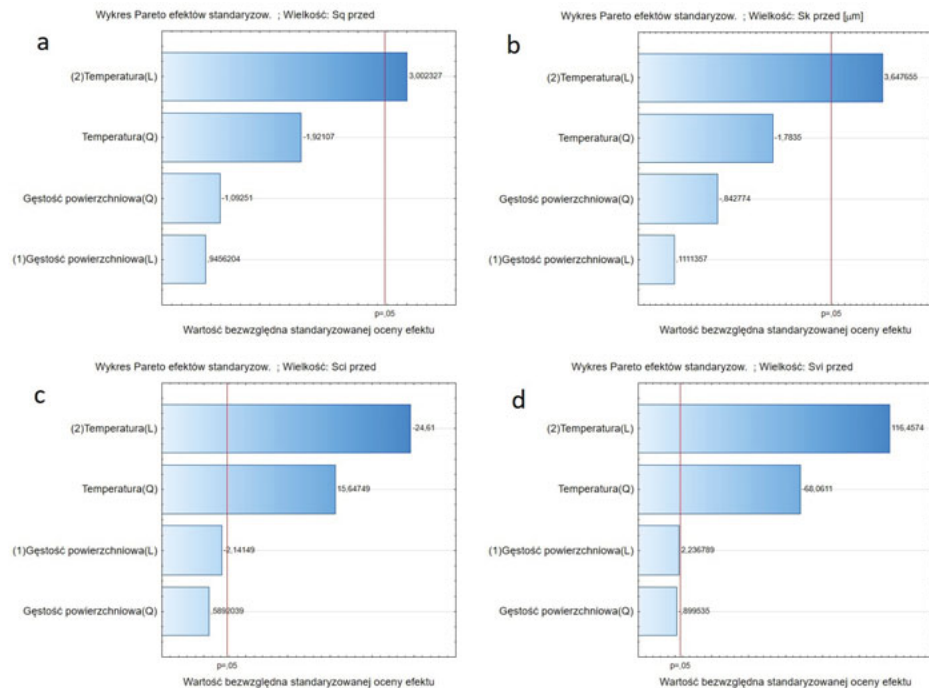 Wykres Pareto efektów standaryzow.  ; Wielkość: Sq przed
a
(2)Temperatura(L)
3,002327
Temperatura(Q)
-1,92107
Gęstość powierzchniowa(Q)
-1,09251
(1)Gęstość powierzchniowa(L)
,9456204
p=,05
Wartość bezwzględna standaryzowanej oceny efektu
Wykres Pareto efektów standaryzow.  ; Wielkość: Sk przed [µm]
b
(2)Temperatura(L)
3,647655
Temperatura(Q)
-1,7835
Gęstość powierzchniowa(Q)
-,842774
(1)Gęstość powierzchniowa(L)
,1111357
p=,05
Wartość bezwzględna standaryzowanej oceny efektu
Wykres Pareto efektów standaryzow.  ; Wielkość: Sci przed
c
(2)Temperatura(L)
-24,61
Temperatura(Q)
15,64749
(1)Gęstość powierzchniowa(L)
-2,14149
Gęstość powierzchniowa(Q)
,5892039
p=,05
Wartość bezwzględna standaryzowanej oceny efektu
Wykres Pareto efektów standaryzow.  ; Wielkość: Svi przed
d
(2)Temperatura(L)
116,4574
Temperatura(Q)
-68,0611
(1)Gęstość powierzchniowa(L)
2,236789
Gęstość powierzchniowa(Q)
-,899535
p=,05
Wartość bezwzględna standaryzowanej oceny efektu